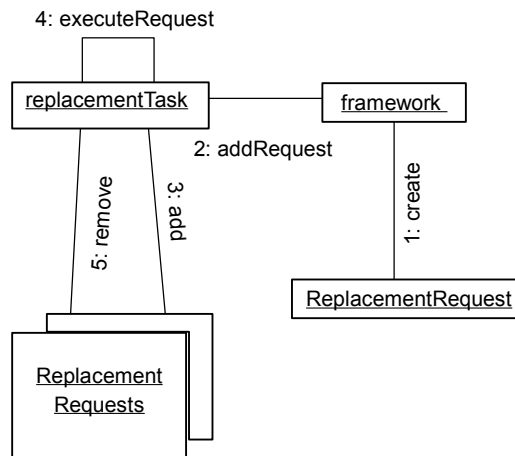 4: executeRequest
replacementTask
framework
2: addRequest
5: remove
3: add
1: create
ReplacementRequest
Replacement
Requests